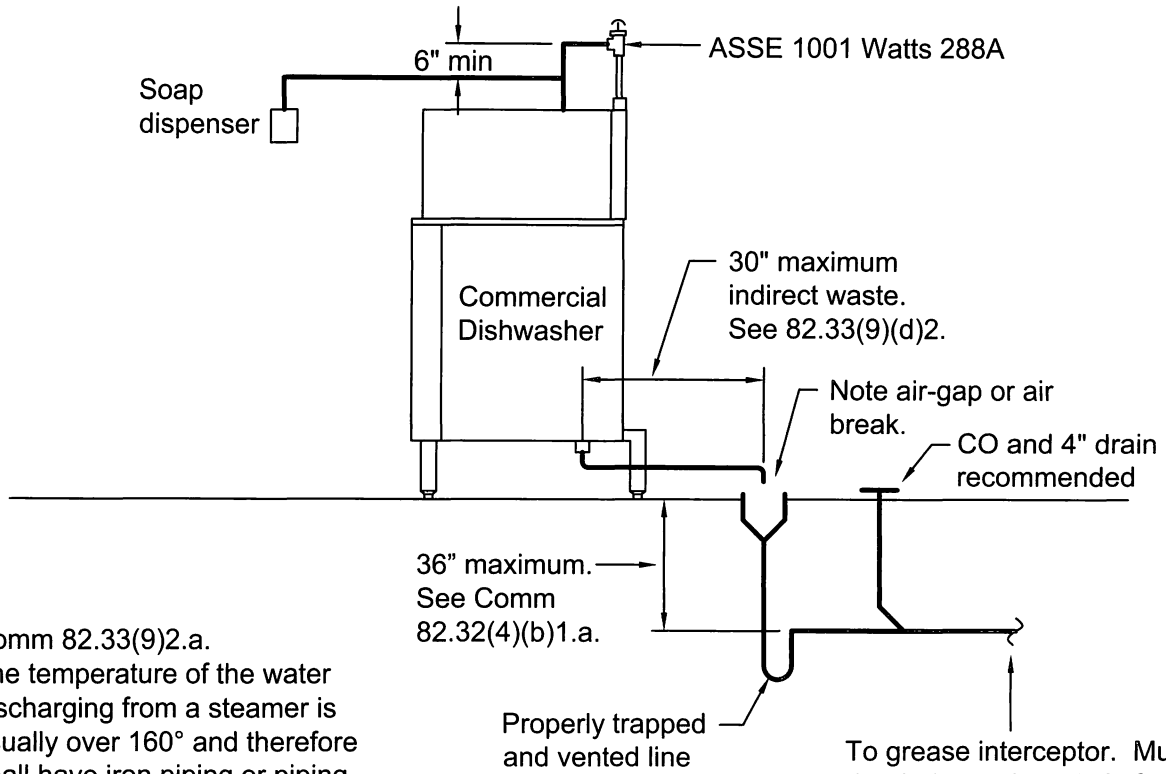 ASSE 1001 Watts 288A
6" min
Soap
dispenser
30" maximum
indirect waste.
See 82.33(9)(d)2.
Commercial
Dishwasher
Note air-gap or air
break.
CO and 4" drain
recommended
36” maximum.
See Comm
82.32(4)(b)1.a.
82.33(9)2.a.
temperature of the water
from a steamer is
over 160° and therefore
have iron piping or piping
Properly trapped
and vented line
To grease interceptor.